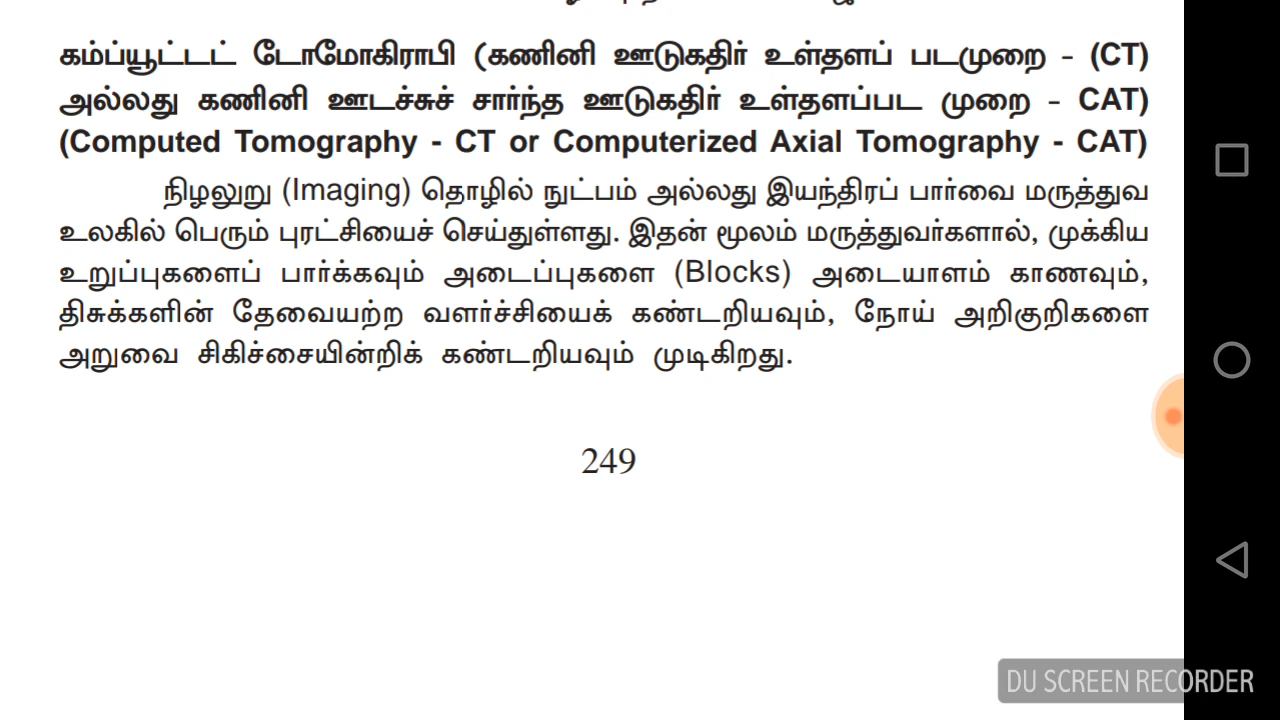 கம்ப்யூட்டட் டோமோகிராபி (கணினி ஊடுகதிர் உள்தளப் படமுறை - (CT)
அல்லது கணினி ஊடச்சுச் சார்ந்த ஊடுகதிர் உள்தளப்பட முறை - CAT)
(Computed Tomography - CT or Computerized Axial Tomography - CAT)
நிழலுறு (Imaging) தொழில் நுட்பம் அல்லது இயந்திரப் பார்வை மருத்துவ
உலகில் பெரும் புரட்சியைச் செய்துள்ளது. இதன் மூலம் மருத்துவர்களால், முக்கிய
உறுப்புகளைப் பார்க்கவும் அடைப்புகளை (Blocks) அடையாளம் காணவும்,
திசுக்களின் தேவையற்ற வளர்ச்சியைக் கண்டறியவும், நோய் அறிகுறிகளை
அறுவை சிகிச்சையின்றிக் கண்டறியவும் முடிகிறது.
249
DU SCREEN RECORDER